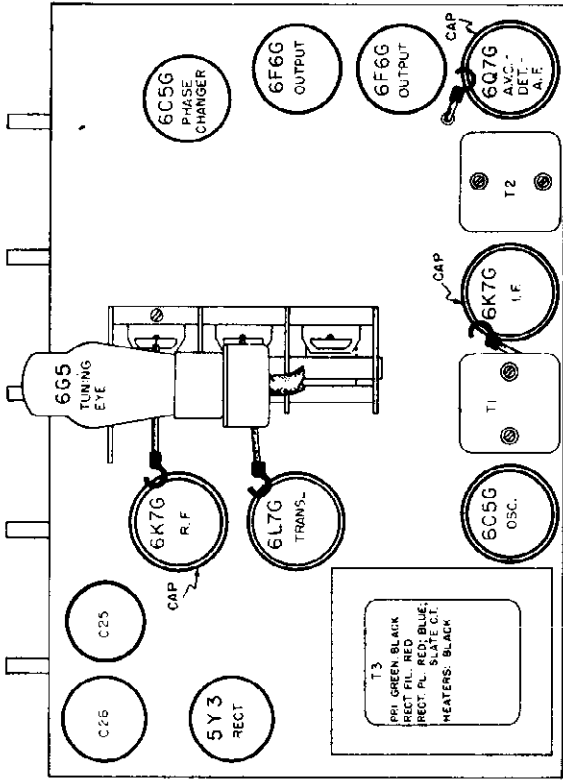 6C5G
PHASE
CHANGER
6F6G
OUTPUT
6F6G
OUTPUT
CAP
6Q7G
A.V.C.-
DET.-
A.F.
T2
CAP
6K7G
I.F.
T1
6C5G
OSC.
6G5
TUNING
EYE
6K7G
R.F.
CAP
6L7G
TRANSL.
C25
C26
5Y3
RECT
T3
PRI GREEN BLACK
RECT FIL. RED
RECT. PL. RED; BLUE;
SLATE C.T.
HEATERS: BLACK